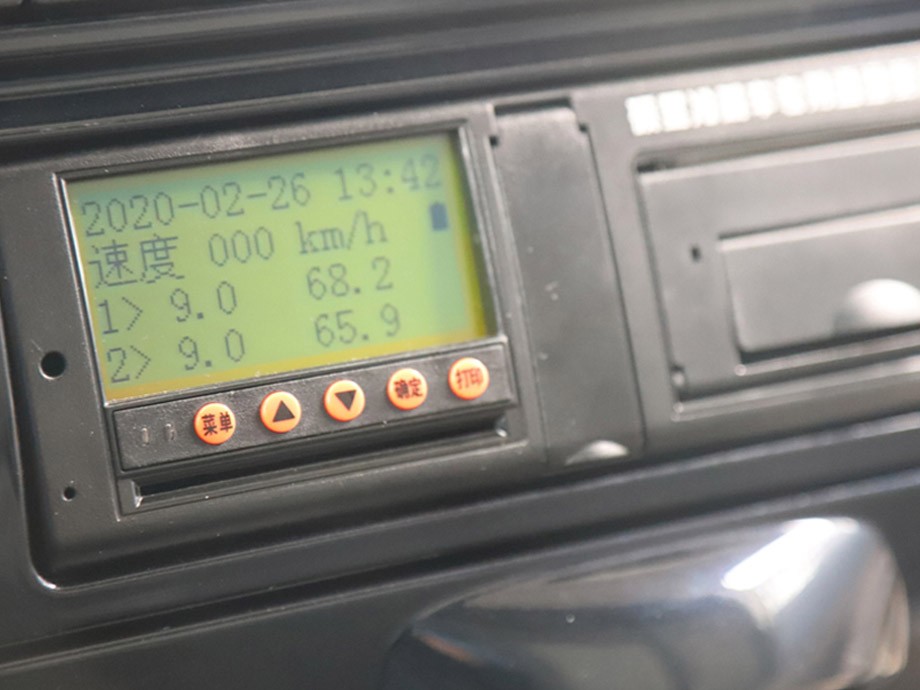 2020-02-26 13:42
速度 000 km/h
1> 9.0 68.2
2> 9.0 65.9
菜单 ▲ ▼ 确定 打印